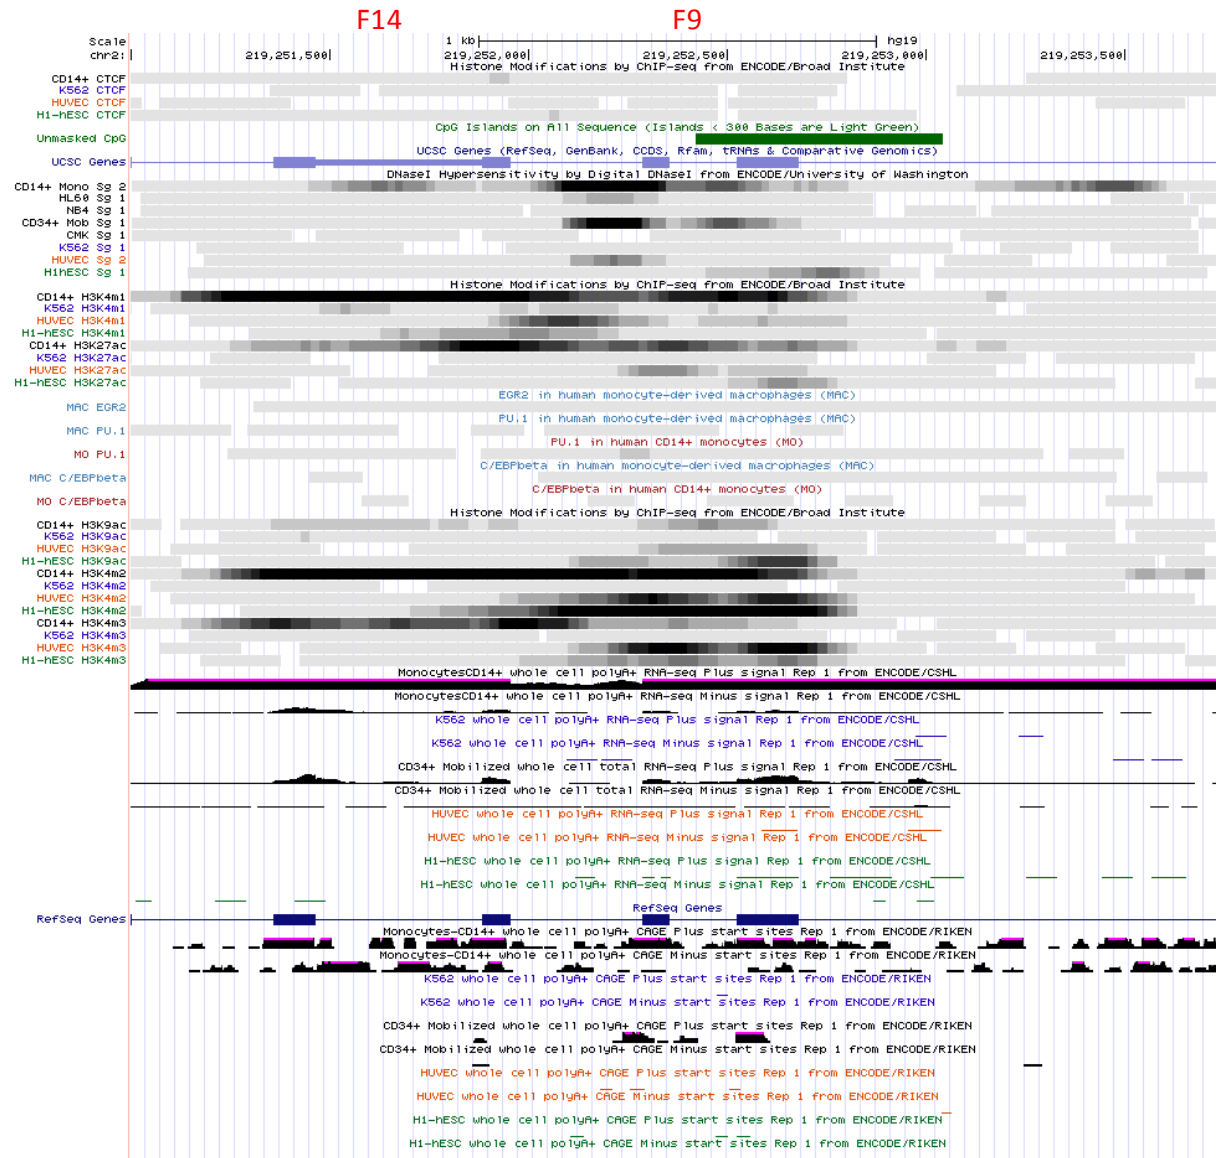 F14 F9
Scale 1 kb hg19
chr2: 219,251,500 219,252,000 219,252,500 219,253,000 219,253,500
Histone Modifications by ChIP-seq from ENCODE/Broad Institute
CD14+ CTCF
K562 CTCF
HUVEC CTCF
H1-hESC CTCF
CpG Islands on All Sequence (Islands < 300 Bases are Light Green)
Unmasked CpG
UCSC Genes (RefSeq, GenBank, CCDS, Rfam, tRNAs & Comparative Genomics)
UCSC Genes
DNaseI Hypersensitivity by Digital DNaseI from ENCODE/University of Washington
CD14+ Mono Sg 2
HL60 Sg 1
NB4 Sg 1
CD34+ Mob Sg 1
CMK Sg 1
K562 Sg 1
HUVEC Sg 2
H1hESC Sg 1
Histone Modifications by ChIP-seq from ENCODE/Broad Institute
CD14+ H3K4m1
K562 H3K4m1
HUVEC H3K4m1
H1-hESC H3K4m1
CD14+ H3K27ac
K562 H3K27ac
HUVEC H3K27ac
H1-hESC H3K27ac
EGR2 in human monocyte-derived macrophages (MAC)
MAC EGR2
PU.1 in human monocyte-derived macrophages (MAC)
MAC PU.1
PU.1 in human CD14+ monocytes (MO)
MO PU.1
C/EBPbeta in human monocyte-derived macrophages (MAC)
MAC C/EBPbeta
C/EBPbeta in human CD14+ monocytes (MO)
MO C/EBPbeta
Histone Modifications by ChIP-seq from ENCODE/Broad Institute
CD14+ H3K9ac
K562 H3K9ac
HUVEC H3K9ac
H1-hESC H3K9ac
CD14+ H3K4m2
K562 H3K4m2
HUVEC H3K4m2
H1-hESC H3K4m2
CD14+ H3K4m3
K562 H3K4m3
HUVEC H3K4m3
H1-hESC H3K4m3
MonocytesCD14+ whole cell polyA+ RNA-seq Plus signal Rep 1 from ENCODE/CSHL
MonocytesCD14+ whole cell polyA+ RNA-seq Minus signal Rep 1 from ENCODE/CSHL
K562 whole cell polyA+ RNA-seq Plus signal Rep 1 from ENCODE/CSHL
K562 whole cell polyA+ RNA-seq Minus signal Rep 1 from ENCODE/CSHL
CD34+ Mobilized whole cell total RNA-seq Plus signal Rep 1 from ENCODE/CSHL
CD34+ Mobilized whole cell total RNA-seq Minus signal Rep 1 from ENCODE/CSHL
HUVEC whole cell polyA+ RNA-seq Plus signal Rep 1 from ENCODE/CSHL
HUVEC whole cell polyA+ RNA-seq Minus signal Rep 1 from ENCODE/CSHL
H1-hESC whole cell polyA+ RNA-seq Plus signal Rep 1 from ENCODE/CSHL
H1-hESC whole cell polyA+ RNA-seq Minus signal Rep 1 from ENCODE/CSHL
RefSeq Genes
RefSeq Genes
Monocytes-CD14+ whole cell polyA+ CAGE Plus start sites Rep 1 from ENCODE/RIKEN
Monocytes-CD14+ whole cell polyA+ CAGE Minus start sites Rep 1 from ENCODE/RIKEN
K562 whole cell polyA+ CAGE Plus start sites Rep 1 from ENCODE/RIKEN
K562 whole cell polyA+ CAGE Minus start sites Rep 1 from ENCODE/RIKEN
CD34+ Mobilized whole cell polyA+ CAGE Plus start sites Rep 1 from ENCODE/RIKEN
CD34+ Mobilized whole cell polyA+ CAGE Minus start sites Rep 1 from ENCODE/RIKEN
HUVEC whole cell polyA+ CAGE Plus start sites Rep 1 from ENCODE/RIKEN
HUVEC whole cell polyA+ CAGE Minus start sites Rep 1 from ENCODE/RIKEN
H1-hESC whole cell polyA+ CAGE Plus start sites Rep 1 from ENCODE/RIKEN
H1-hESC whole cell polyA+ CAGE Minus start sites Rep 1 from ENCODE/RIKEN